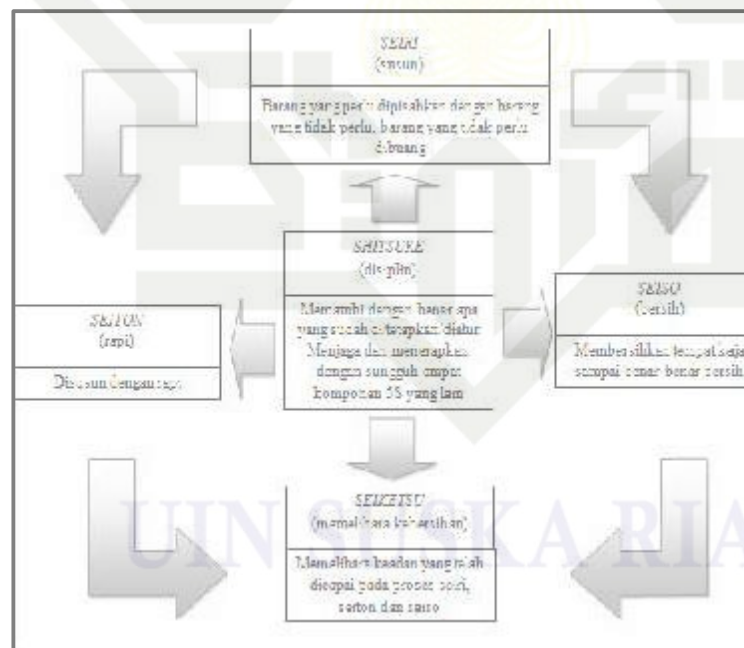 SEIRI
(susun)
Barang yang perlu dipisahkan dengan barang
yang tidak perlu, barang yang tidak perlu
dibuang
SHITSUKE
(disiplin)
Mematuhi dengan benar apa
yang sudah ditetapkan/diatur
Menjaga dan menerapkan
dengan sungguh empat
komponen 5S yang lain
SEITON
(rapi)
Disusun dengan rapi
SEISO
(bersih)
Membersihkan tempat kerja
sampai benar-benar bersih
SEIKETSU
(memelihara kebersihan)
Memelihara keadan yang telah
dicapai pada proses seiri,
seiton dan seiso
UIN SUSKA RIA